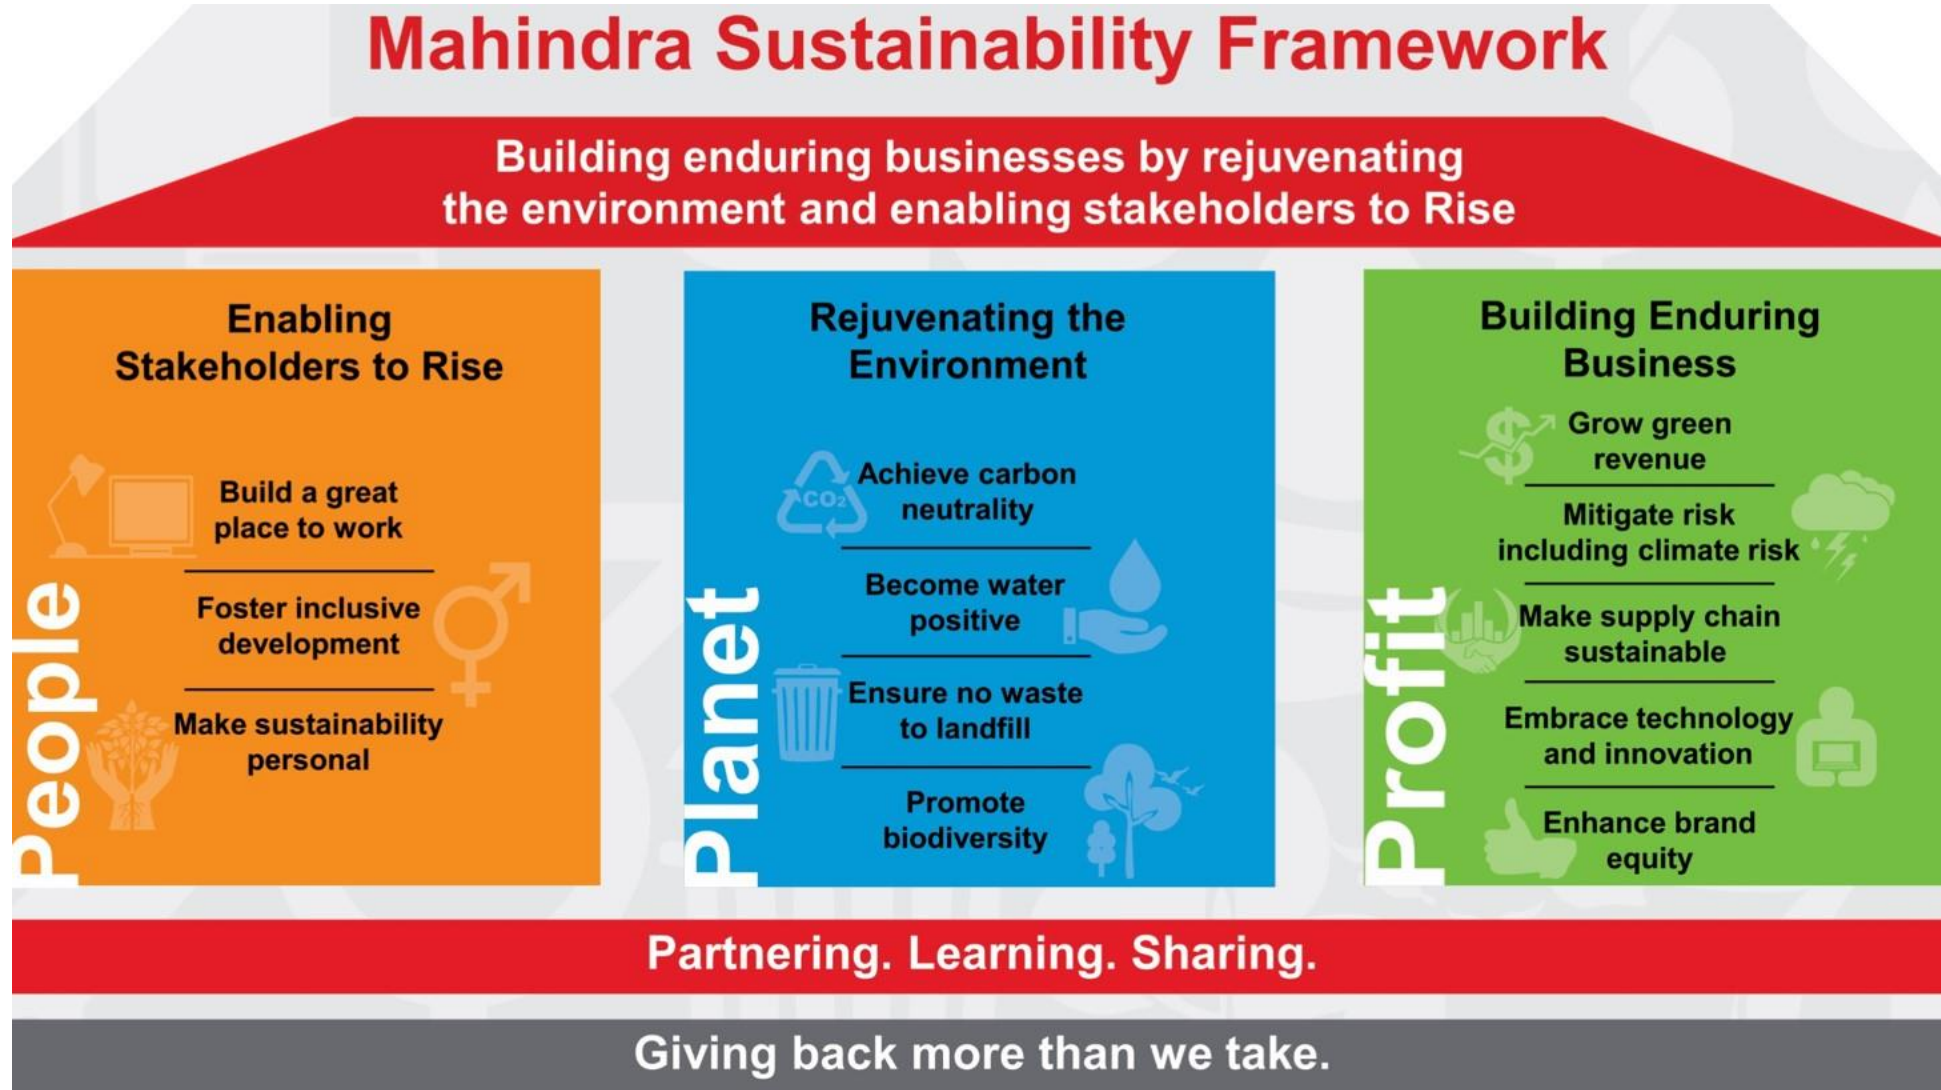 Mahindra Sustainability Framework
Building enduring businesses by rejuvenating
the environment and enabling stakeholders to Rise
People
Enabling
Stakeholders to Rise
Build a great
place to work
Foster inclusive
development
Make sustainability
personal
Planet
Rejuvenating the
Environment
CO₂
Achieve carbon
neutrality
Become water
positive
Ensure no waste
to landfill
Promote
biodiversity
Profit
Building Enduring
Business
Grow green
revenue
Mitigate risk
including climate risk
Make supply chain
sustainable
Embrace technology
and innovation
Enhance brand
equity
Partnering. Learning. Sharing.
Giving back more than we take.